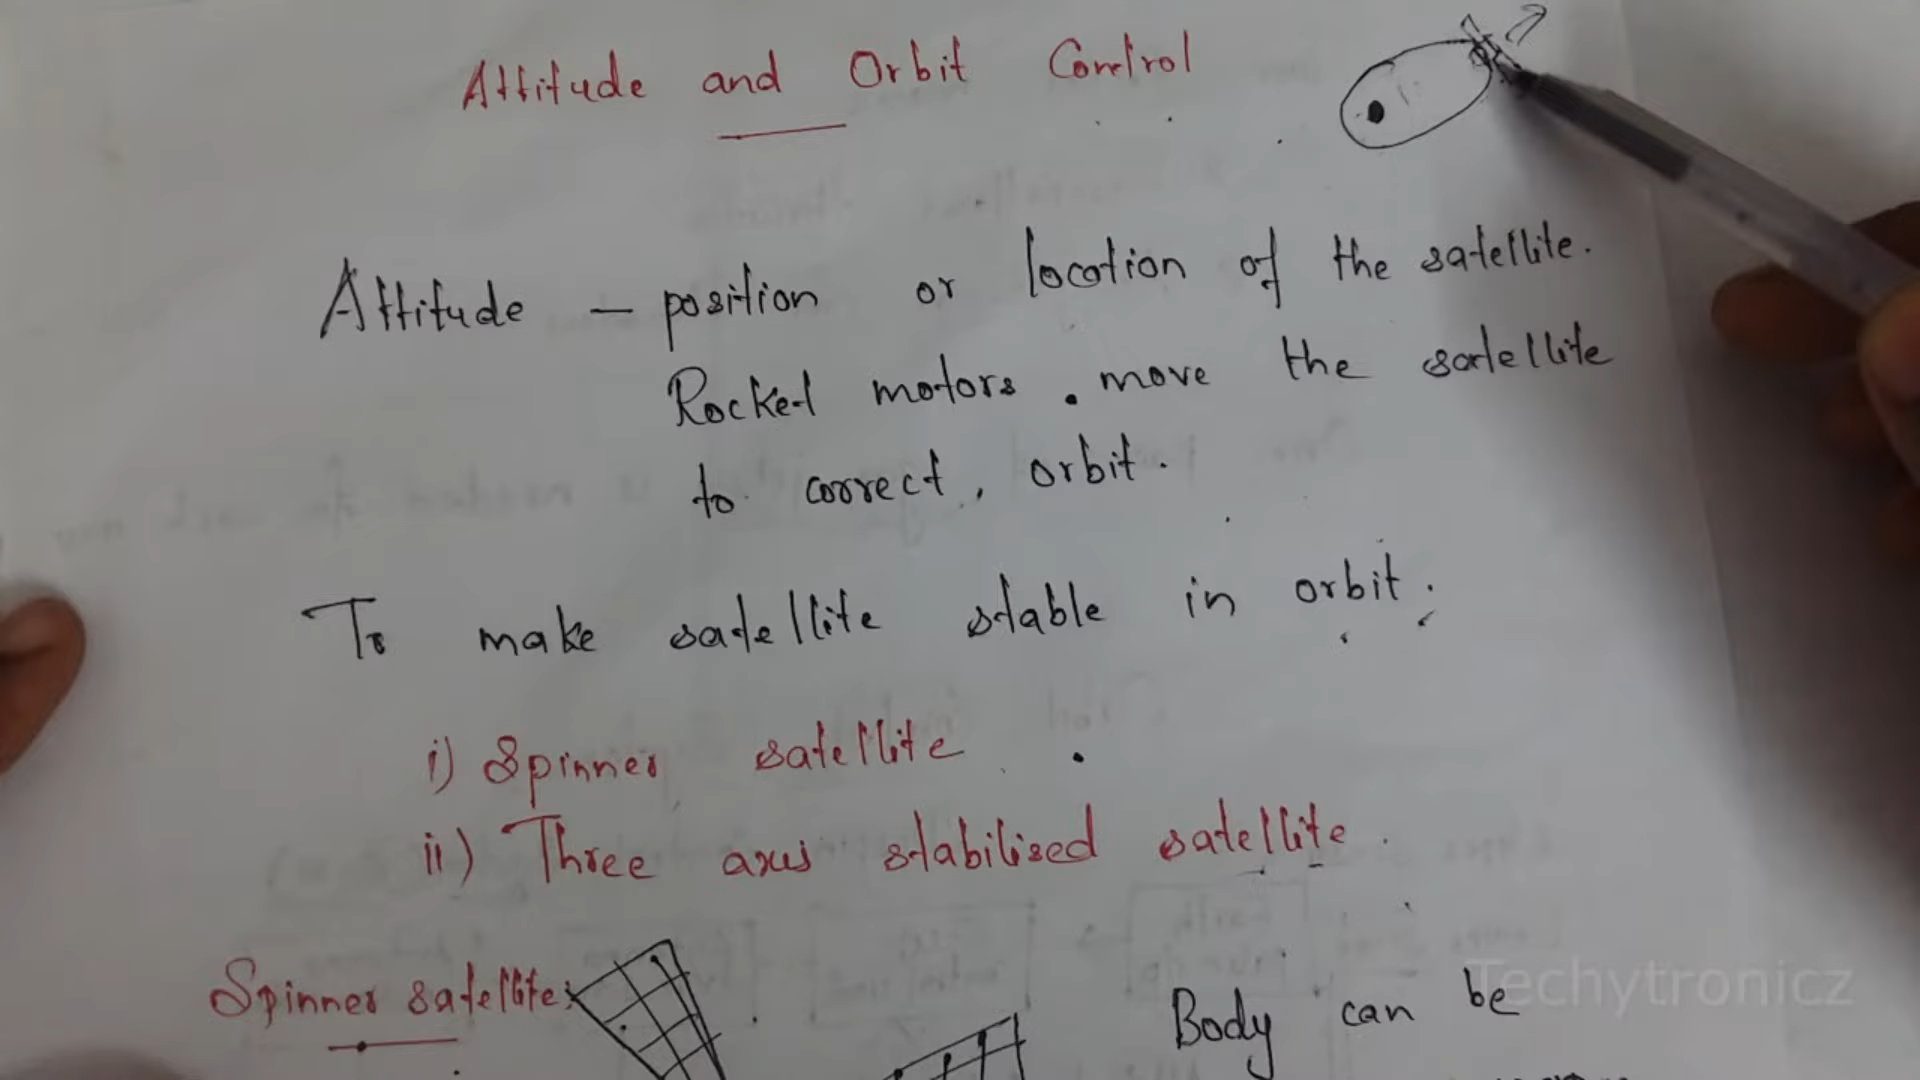 Attitude and Orbit Control
Attitude — position or location of the satellite.
Rocket motors. move the satellite
to correct, orbit.
To make satellite stable in orbit.
i) Spinner satellite
ii) Three axis stabilised satellite.
Spinner satellite:
Body can be
Techytronicz